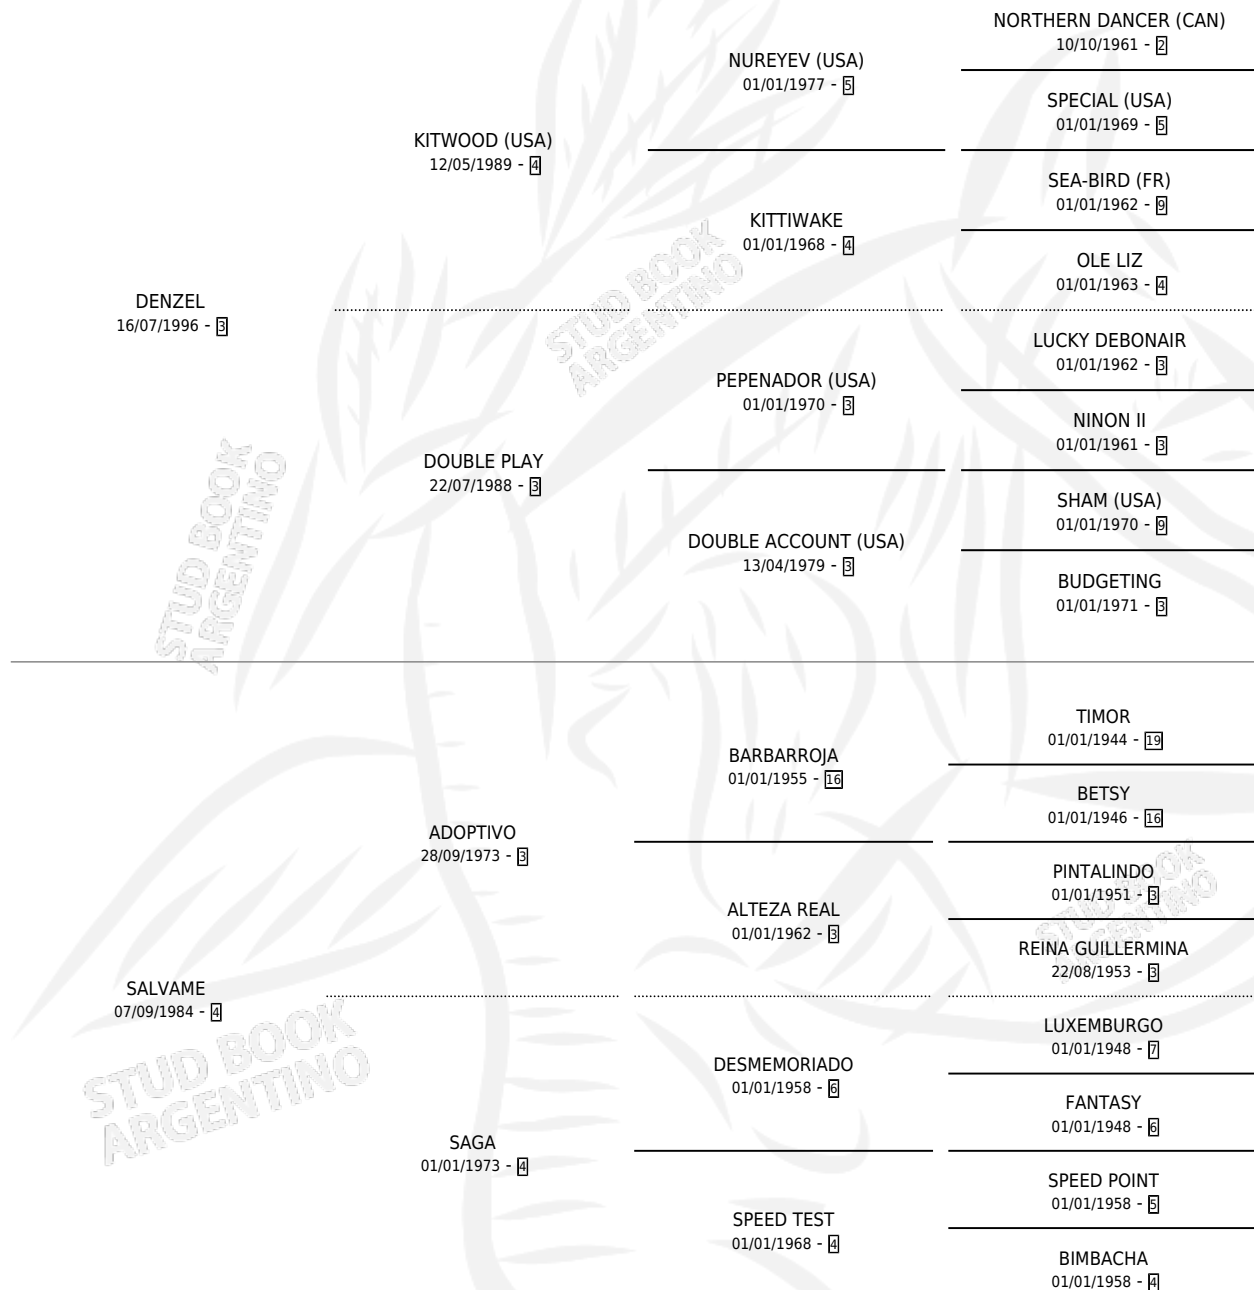 NORTHERN DANCER (CAN)
10/10/1961 - 2
NUREYEV (USA)
01/01/1977 - 5
SPECIAL (USA)
01/01/1969 - 5
KITWOOD (USA)
12/05/1989 - 4
SEA-BIRD (FR)
01/01/1962 - 9
KITTIWAKE
01/01/1968 - 4
OLE LIZ
01/01/1963 - 4
DENZEL
16/07/1996 - 3
LUCKY DEBONAIR
01/01/1962 - 3
PEPENADOR (USA)
01/01/1970 - 3
NINON II
01/01/1961 - 3
DOUBLE PLAY
22/07/1988 - 3
SHAM (USA)
01/01/1970 - 9
DOUBLE ACCOUNT (USA)
13/04/1979 - 3
BUDGETING
01/01/1971 - 3
TIMOR
01/01/1944 - 19
BARBARROJA
01/01/1955 - 16
BETSY
01/01/1946 - 16
ADOPTIVO
28/09/1973 - 3
PINTALINDO
01/01/1951 - 3
ALTEZA REAL
01/01/1962 - 3
REINA GUILLERMINA
22/08/1953 - 3
SALVAME
07/09/1984 - 4
LUXEMBURGO
01/01/1948 - 7
DESMEMORIADO
01/01/1958 - 6
FANTASY
01/01/1948 - 6
SAGA
01/01/1973 - 4
SPEED POINT
01/01/1958 - 5
SPEED TEST
01/01/1968 - 4
BIMBACHA
01/01/1958 - 4
STUD BOOK
ARGENTINO
STUD BOOK
ARGENTINO
STUD BOOK
ARGENTINO
STUD BOOK
ARGENTINO